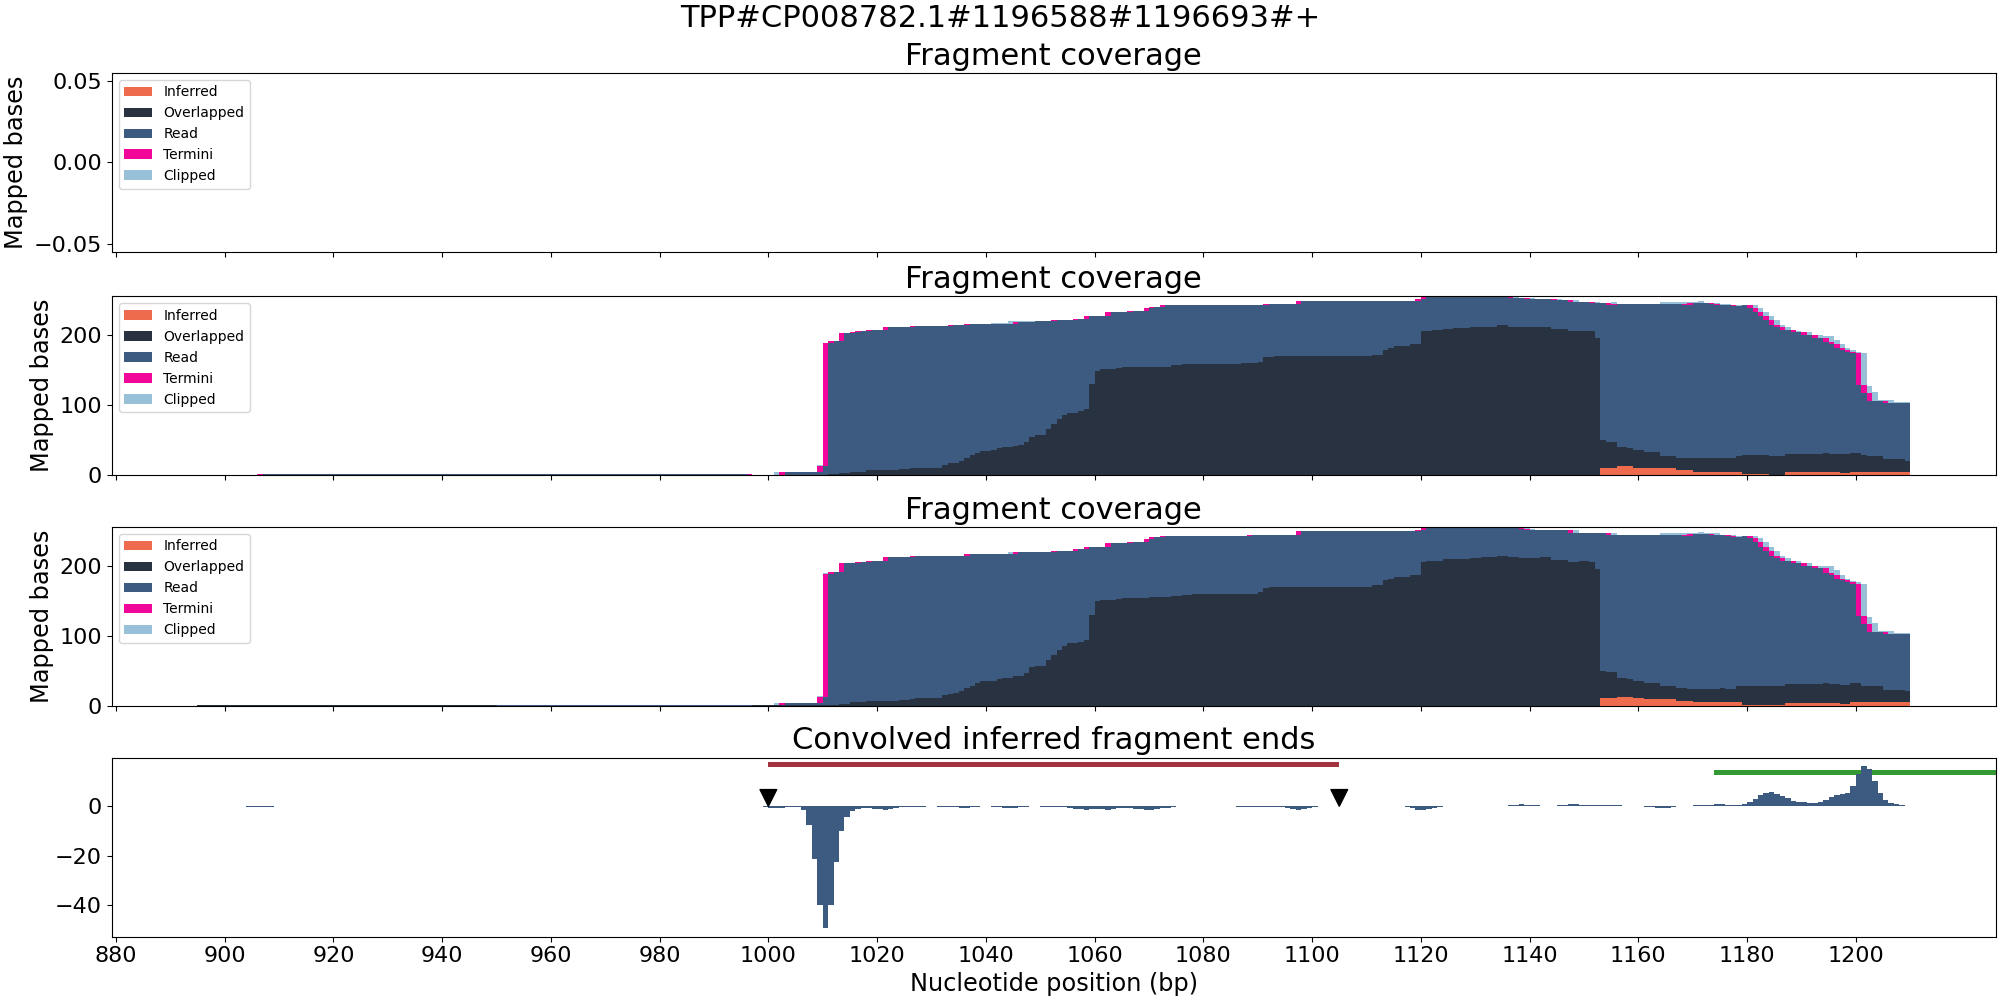 TPP#CP008782.1#1196588#1196693#+
Fragment coverage
Mapped bases
0.05
0.00
−0.05
Inferred
Overlapped
Read
Termini
Clipped
Fragment coverage
Mapped bases
200
100
0
Inferred
Overlapped
Read
Termini
Clipped
Fragment coverage
Mapped bases
200
100
0
Inferred
Overlapped
Read
Termini
Clipped
Convolved inferred fragment ends
0
−20
−40
880 900 920 940 960 980 1000 1020 1040 1060 1080 1100 1120 1140 1160 1180 1200
Nucleotide position (bp)